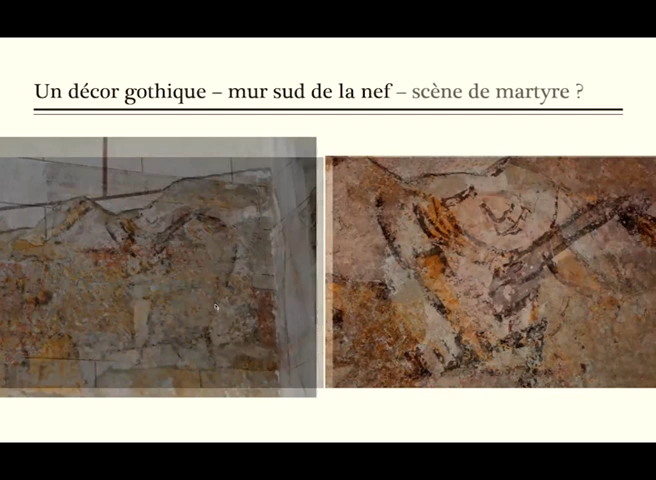 Un décor gothique – mur sud de la nef – scène de martyre ?